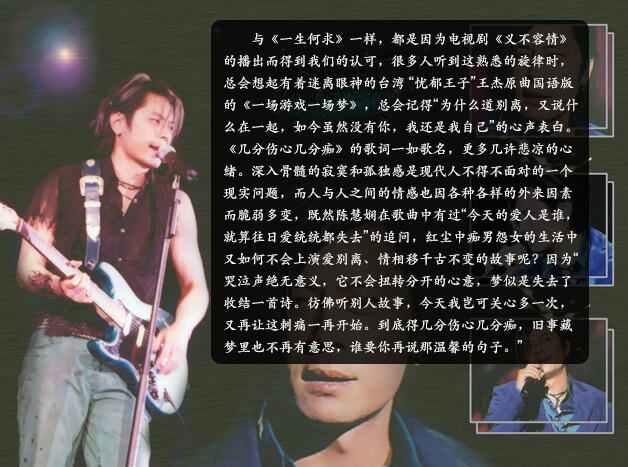 与《一生何求》一样，都是因为电视剧《义不容情》
的播出而得到我们的认可，很多人听到这熟悉的旋律时，
总会想起有着迷离眼神的台湾“忧郁王子”王杰原曲国语版
的《一场游戏一场梦》，总会记得“为什么道别离，又说什
么在一起，如今虽然没有你，我还是我自己”的心声表白。
《几分伤心几分痴》的歌词一如歌名，更多几许悲凉的心
绪。深入骨髓的寂寞和孤独感是现代人不得不面对的一个
现实问题，而人与人之间的情感也因各种各样的外来因素
而脆弱多变，既然陈慧娴在歌曲中有过“今天的爱人是谁，
就算往日爱统统都失去”的追问，红尘中痴男怨女的生活中
又如何不会上演爱别离、情相移千古不变的故事呢？因为“
哭泣声绝无意义，它不会扭转分开的心意，梦似是失去了
收结一首诗。彷佛听别人故事，今天我岂可关心多一次，
又再让这刺痛一再开始。到底得几分伤心几分痴，旧事藏
梦里也不再有意思，谁要你再说那温馨的句子。”